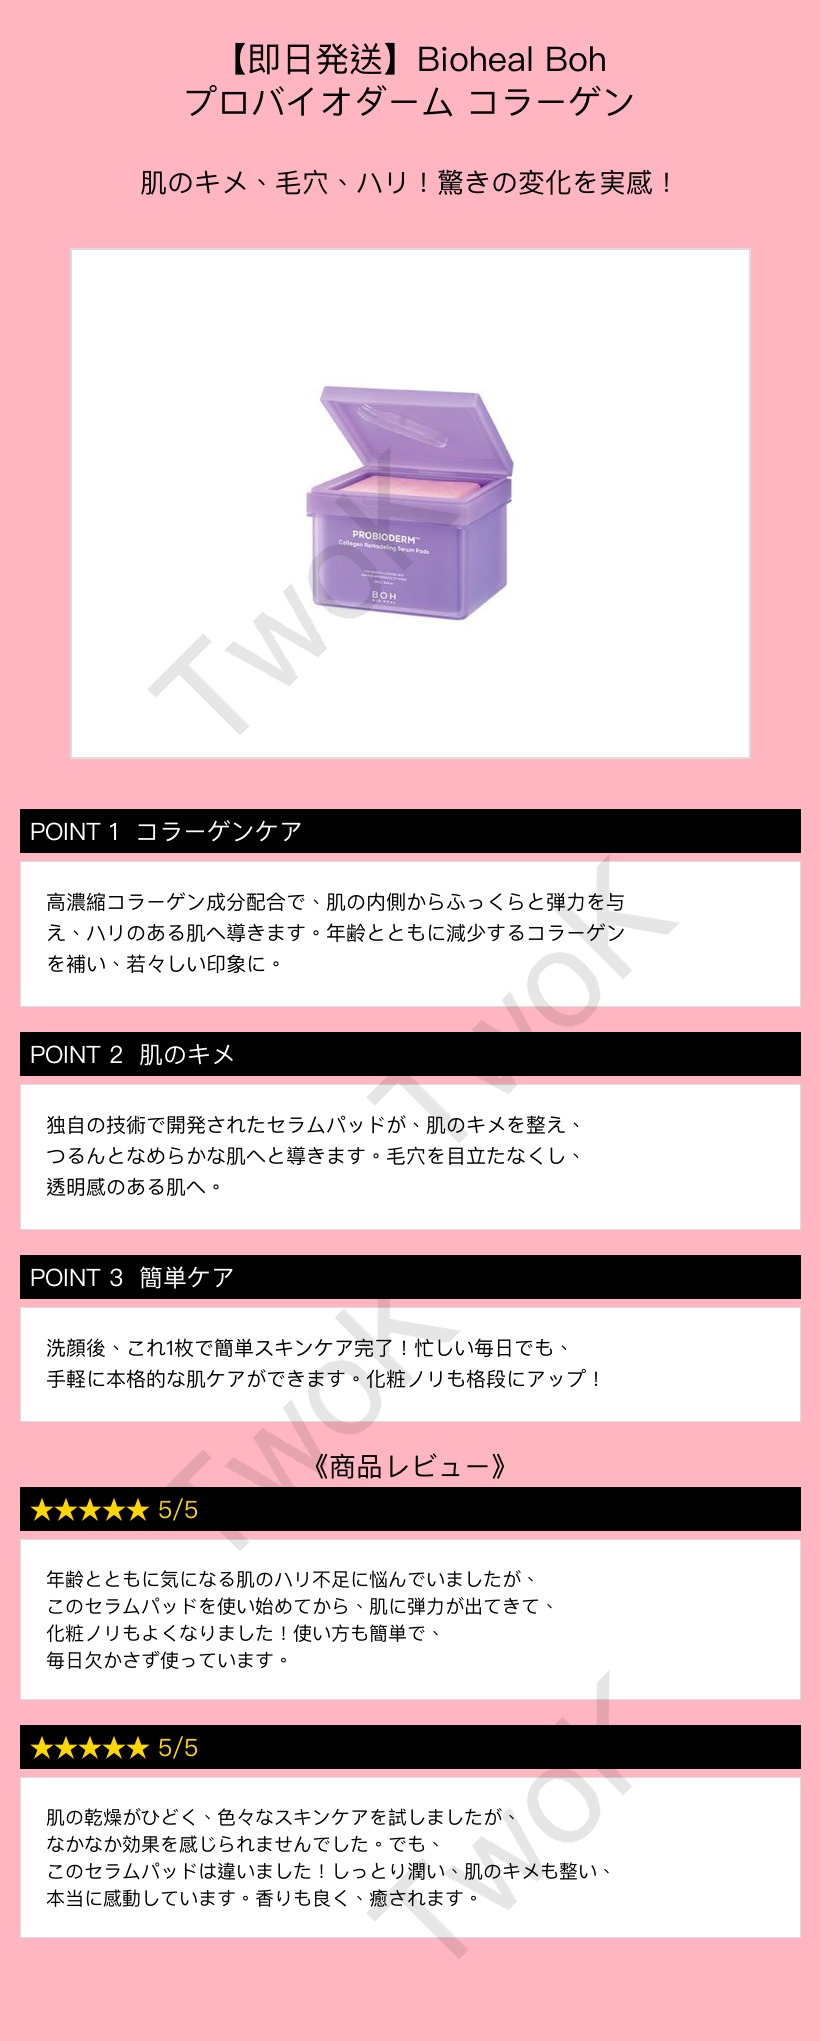 【即日発送】Bioheal Boh
プロバイオダーム コラーゲン
肌のキメ、毛穴、ハリ！驚きの変化を実感！
PROBIODERM™
Collagen Remodeling Serum Pads
BOH
TwoK
POINT 1 コラーゲンケア
高濃縮コラーゲン成分配合で、肌の内側からふっくらと弾力を与
え、ハリのある肌へ導きます。年齢とともに減少するコラーゲン
を補い、若々しい印象に。
TwoK
POINT 2 肌のキメ
独自の技術で開発されたセラムパッドが、肌のキメを整え、
つるんとなめらかな肌へと導きます。毛穴を目立たなくし、
透明感のある肌へ。
POINT 3 簡単ケア
洗顔後、これ1枚で簡単スキンケア完了！忙しい毎日でも、
手軽に本格的な肌ケアができます。化粧ノリも格段にアップ！
TwoK
《商品レビュー》
★★★★★ 5/5
年齢とともに気になる肌のハリ不足に悩んでいましたが、
このセラムパッドを使い始めてから、肌に弾力が出てきて、
化粧ノリもよくなりました！使い方も簡単で、
毎日欠かさず使っています。
★★★★★ 5/5
肌の乾燥がひどく、色々なスキンケアを試しましたが、
なかなか効果を感じられませんでした。でも、
このセラムパッドは違いました！しっとり潤い、肌のキメも整い、
本当に感動しています。香りも良く、癒されます。
TwoK